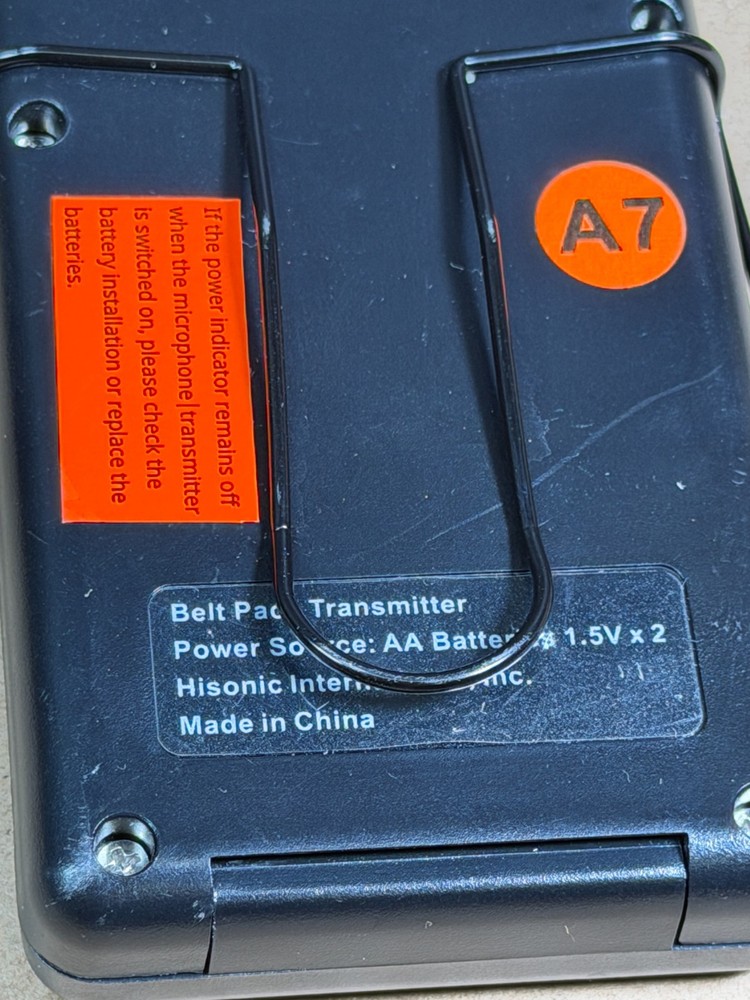 A7
If the power indicator remains off
when the microphone|transmitter
is switched on, please check the
battery installation or replace the
batteries.
Belt Transmitter
Power AA 1.5V x 2
Hisonic Inc.
Made in China